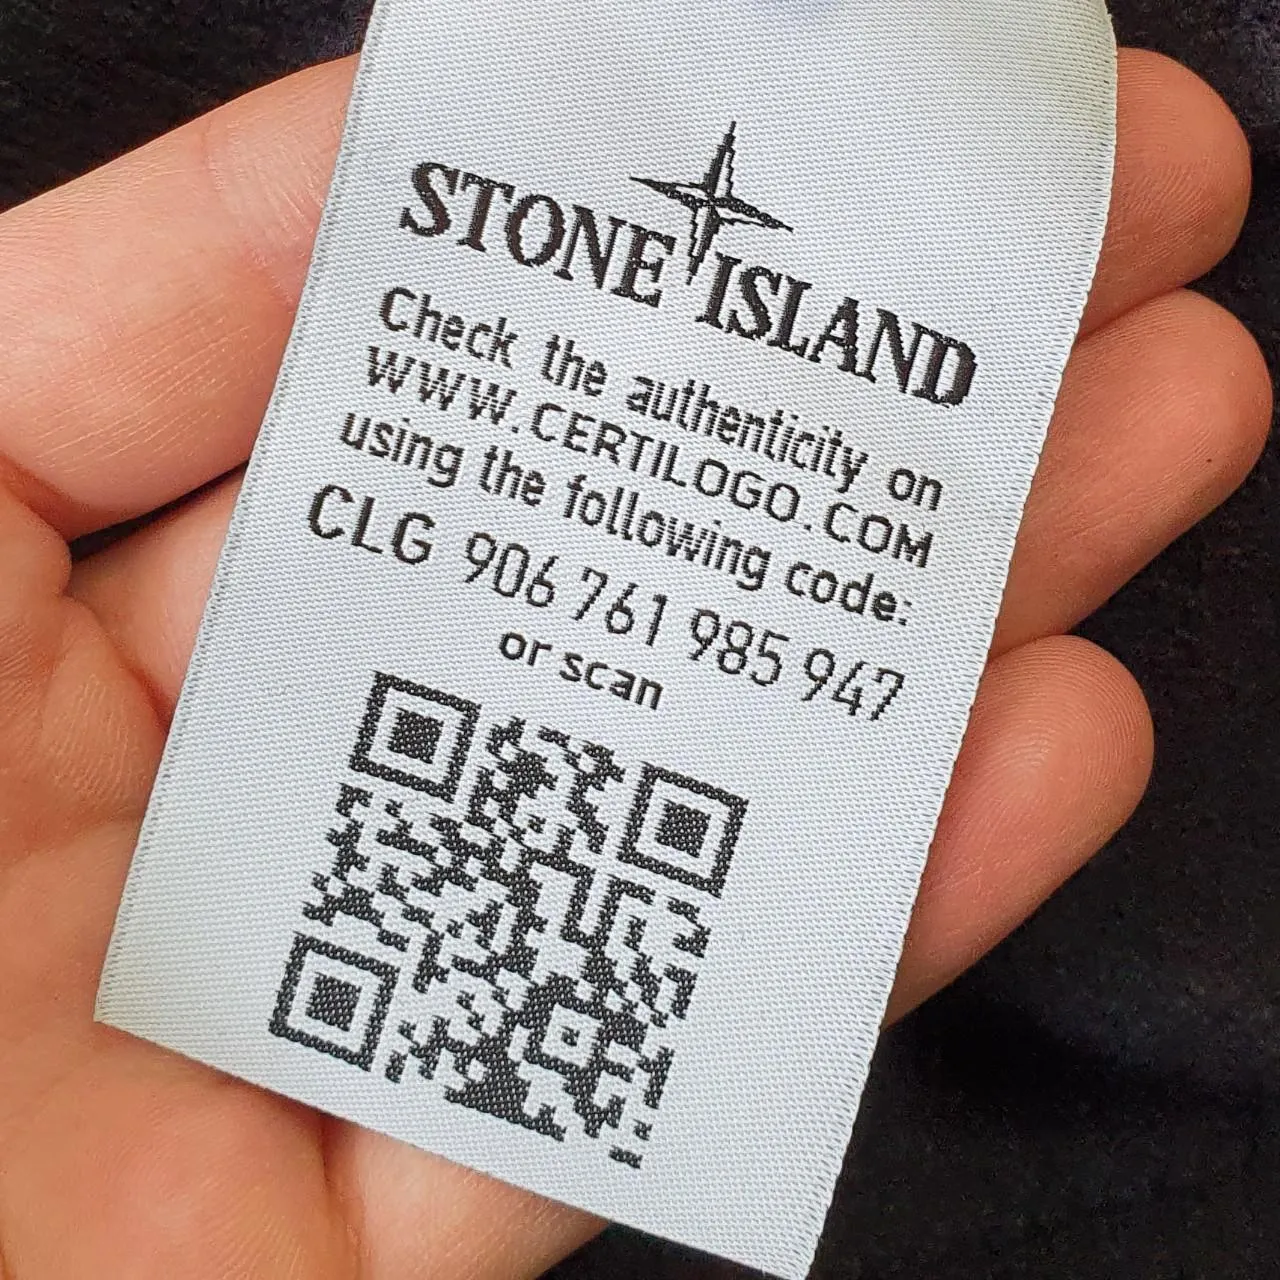 STONE ISLAND
Check the authenticity on
WWW.CERTILOGO.COM
using the following code:
CLG 906 761 985 947
or scan